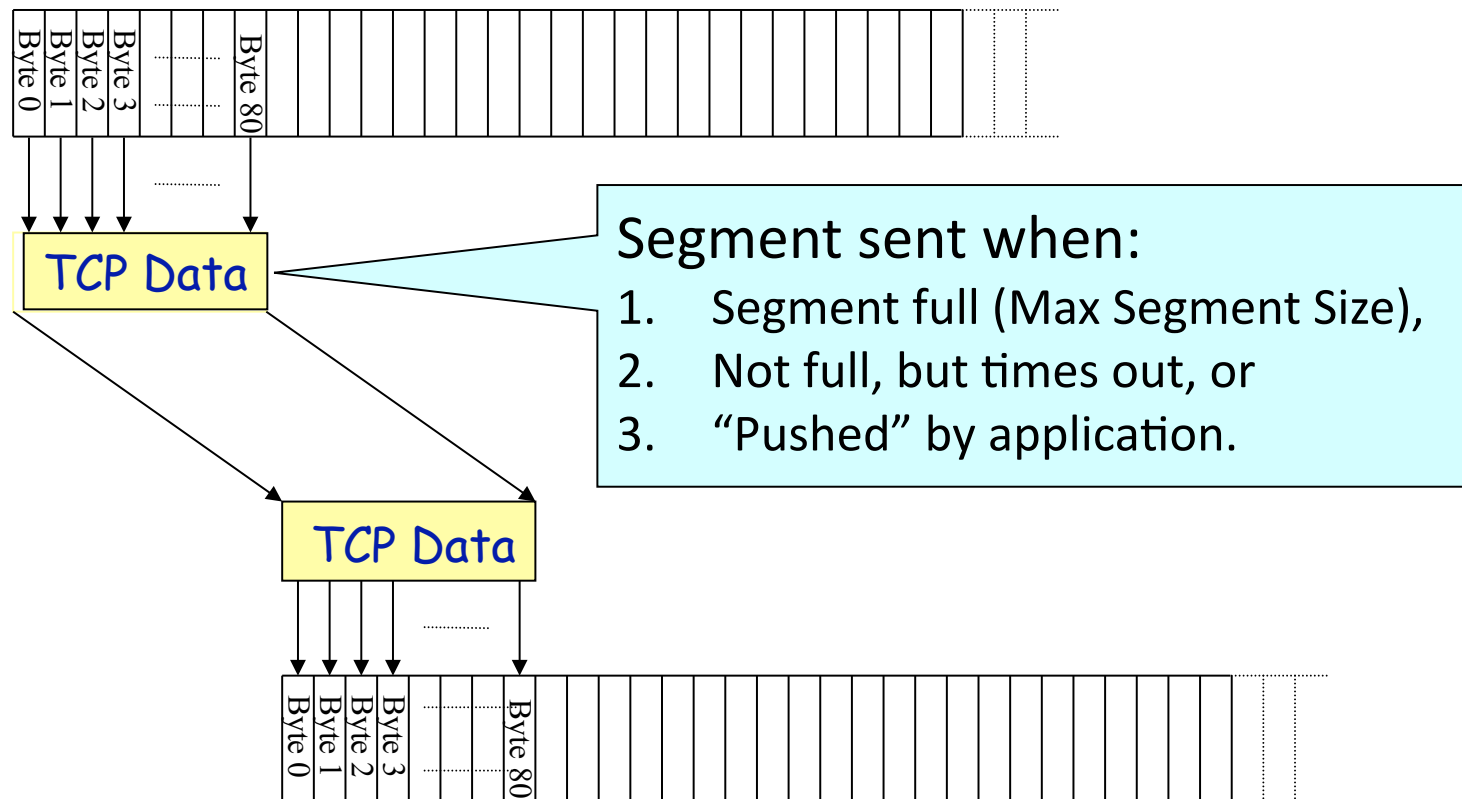 Byte 0
Byte 1
Byte 2
Byte 3
Byte 80
TCP Data
Segment sent when:
1. Segment full (Max Segment Size),
2. Not full, but times out, or
3. “Pushed” by application.
TCP Data
Byte 0
Byte 1
Byte 2
Byte 3
Byte 80